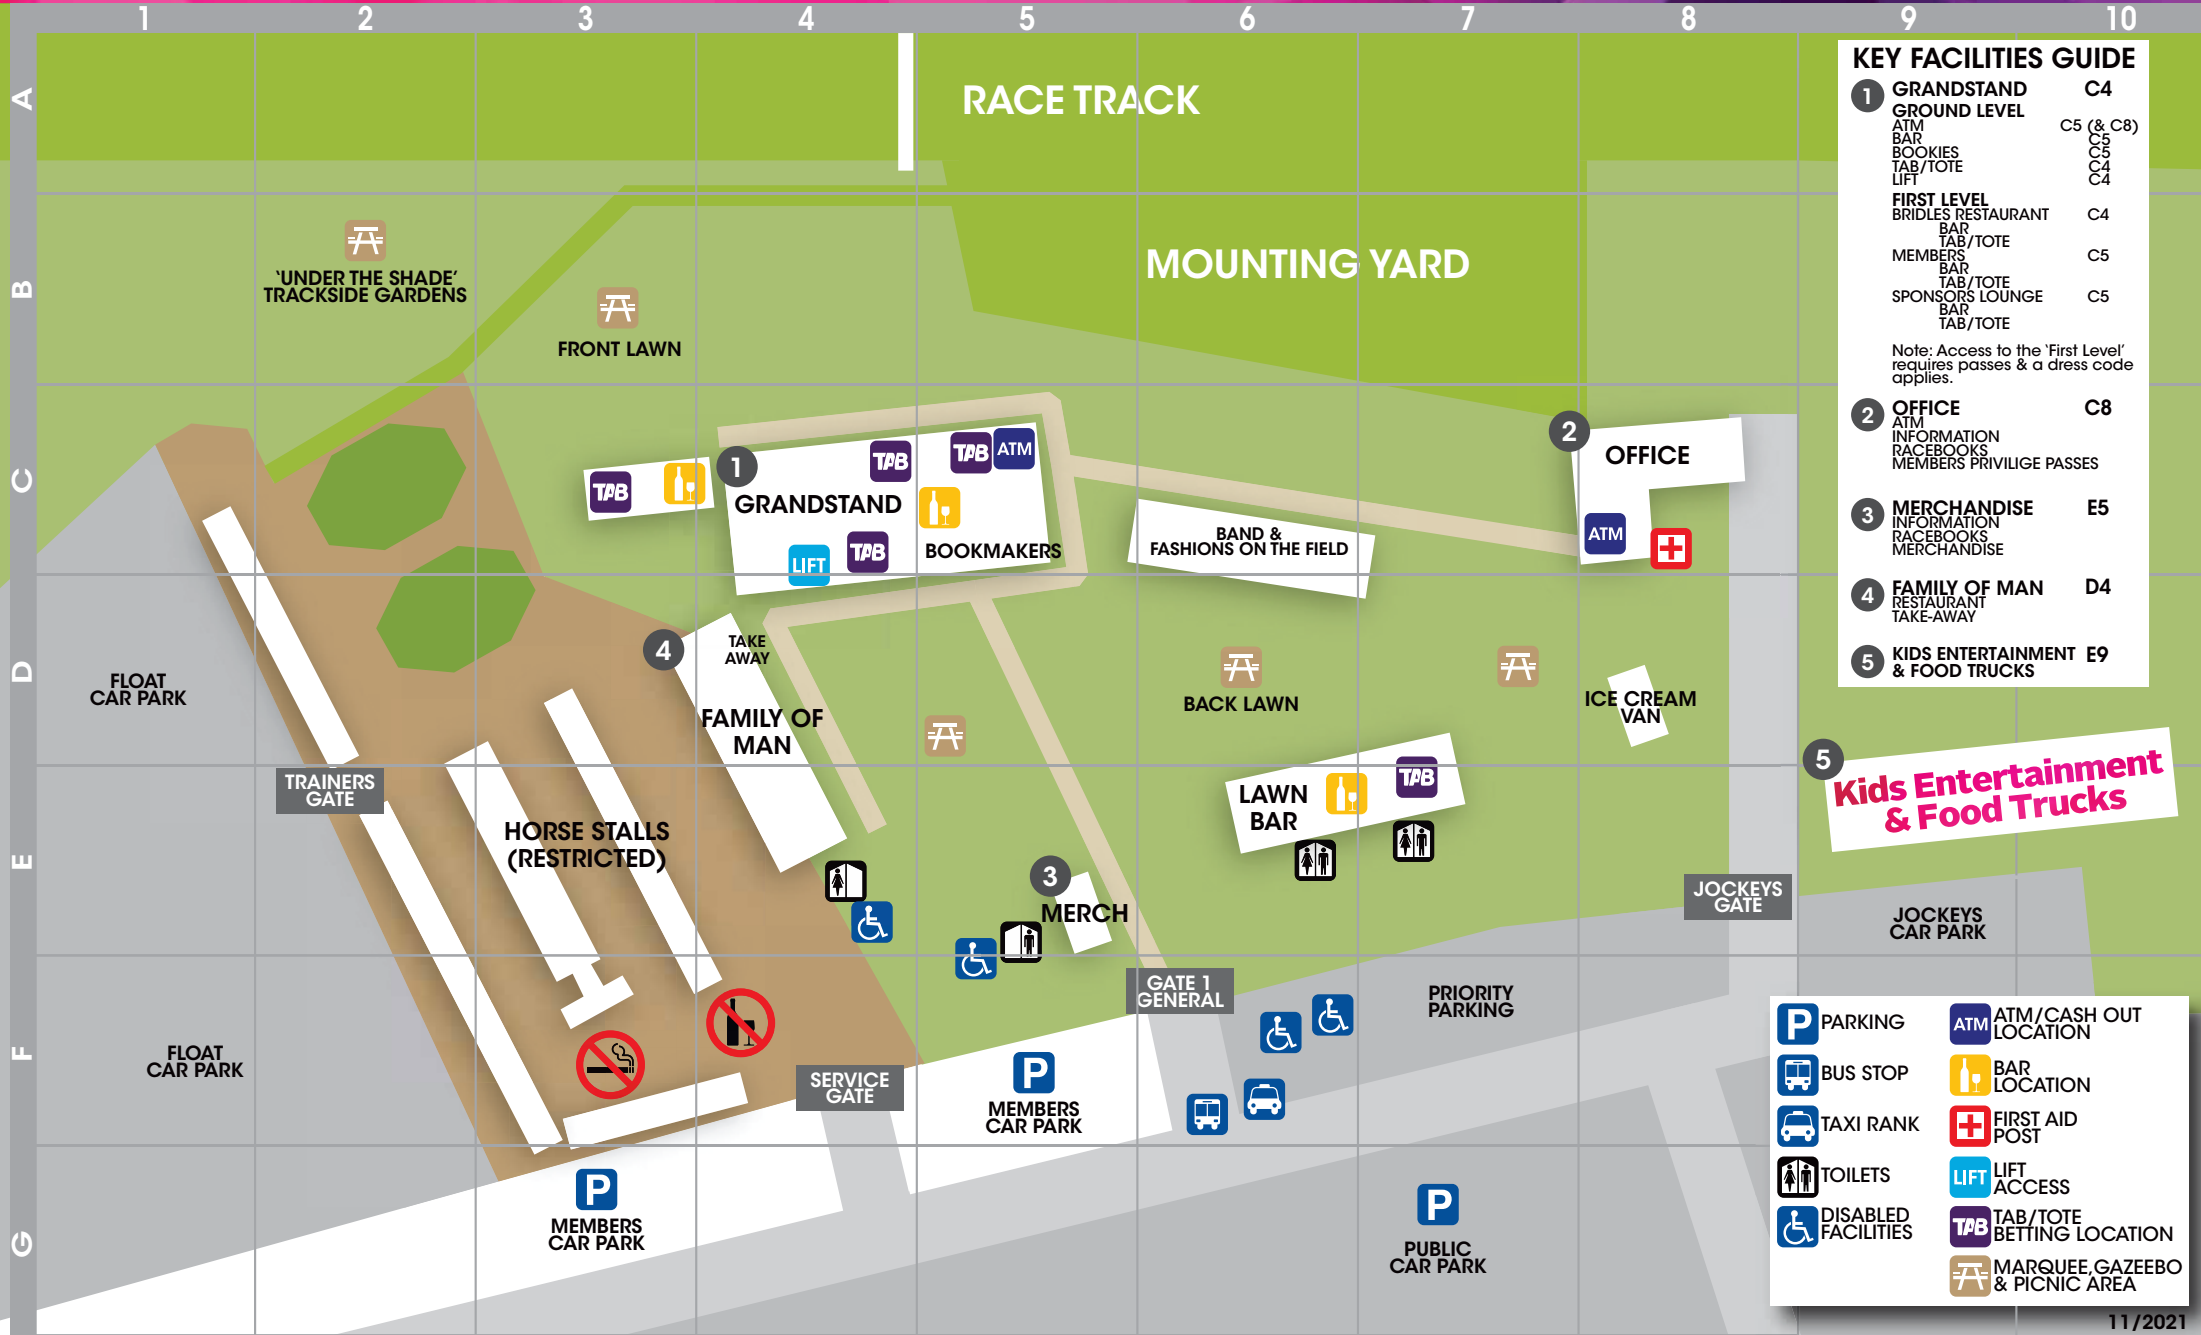 1 2 3 4 5 6 7 8 9 10
A
B
C
D
E
F
G
RACE TRACK
MOUNTING YARD
'UNDER THE SHADE'
TRACKSIDE GARDENS
FRONT LAWN
TAB
1
GRANDSTAND
TAB
TAB
ATM
LIFT
TAB
BOOKMAKERS
BAND &
FASHIONS ON THE FIELD
2
OFFICE
ATM
FLOAT
CAR PARK
4
TAKE
AWAY
FAMILY OF
MAN
BACK LAWN
ICE CREAM
VAN
TRAINERS
GATE
HORSE STALLS
(RESTRICTED)
LAWN
BAR
TAB
5
Kids Entertainment
& Food Trucks
3
MERCH
JOCKEYS
GATE
JOCKEYS
CAR PARK
GATE 1
GENERAL
PRIORITY
PARKING
FLOAT
CAR PARK
SERVICE
GATE
P
MEMBERS
CAR PARK
P
MEMBERS
CAR PARK
P
PUBLIC
CAR PARK
KEY FACILITIES GUIDE
1 GRANDSTAND C4
GROUND LEVEL
ATM C5 (& C8)
BAR C5
BOOKIES C5
TAB/TOTE C4
LIFT C4
FIRST LEVEL
BRIDLES RESTAURANT C4
BAR
TAB/TOTE
MEMBERS C5
BAR
TAB/TOTE
SPONSORS LOUNGE C5
BAR
TAB/TOTE
Note: Access to the 'First Level'
requires passes & a dress code
applies.
2 OFFICE C8
ATM
INFORMATION
RACEBOOKS
MEMBERS PRIVILIGE PASSES
3 MERCHANDISE E5
INFORMATION
RACEBOOKS
MERCHANDISE
4 FAMILY OF MAN D4
RESTAURANT
TAKE-AWAY
5 KIDS ENTERTAINMENT E9
& FOOD TRUCKS
P PARKING
BUS STOP
TAXI RANK
TOILETS
DISABLED
FACILITIES
ATM ATM/CASH OUT
LOCATION
BAR
LOCATION
FIRST AID
POST
LIFT LIFT
ACCESS
TAB TAB/TOTE
BETTING LOCATION
MARQUEE,GAZEEBO
& PICNIC AREA
11/2021